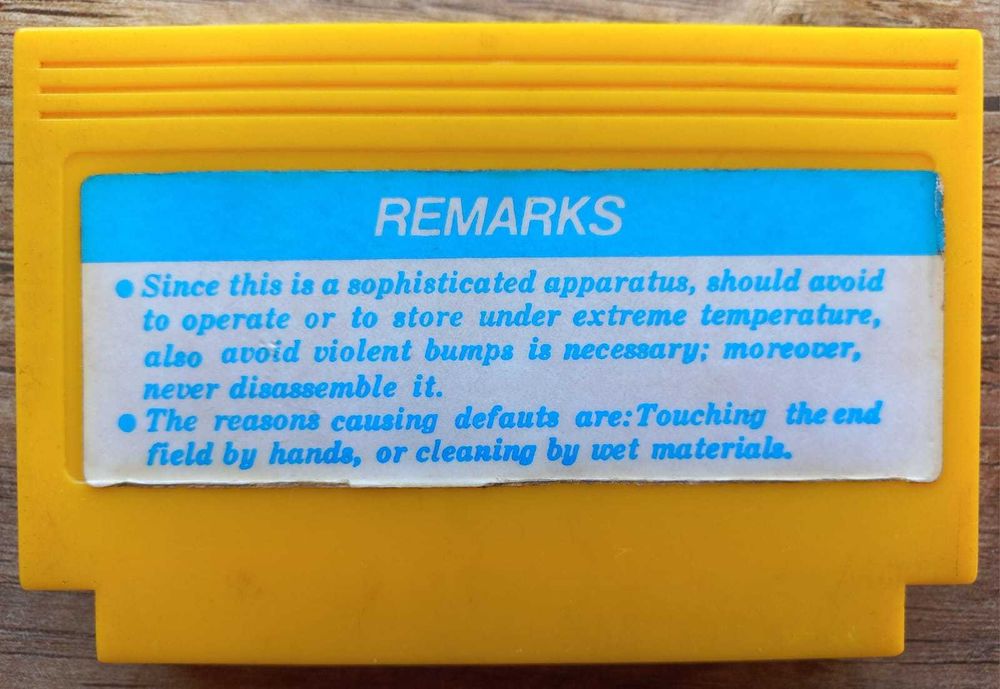 REMARKS
● Since this is a sophisticated apparatus, should avoid
to operate or to store under extreme temperature,
also avoid violent bumps is necessary; moreover,
never disassemble it.
● The reasons causing defauts are:Touching the end
field by hands, or cleaning by wet materials.